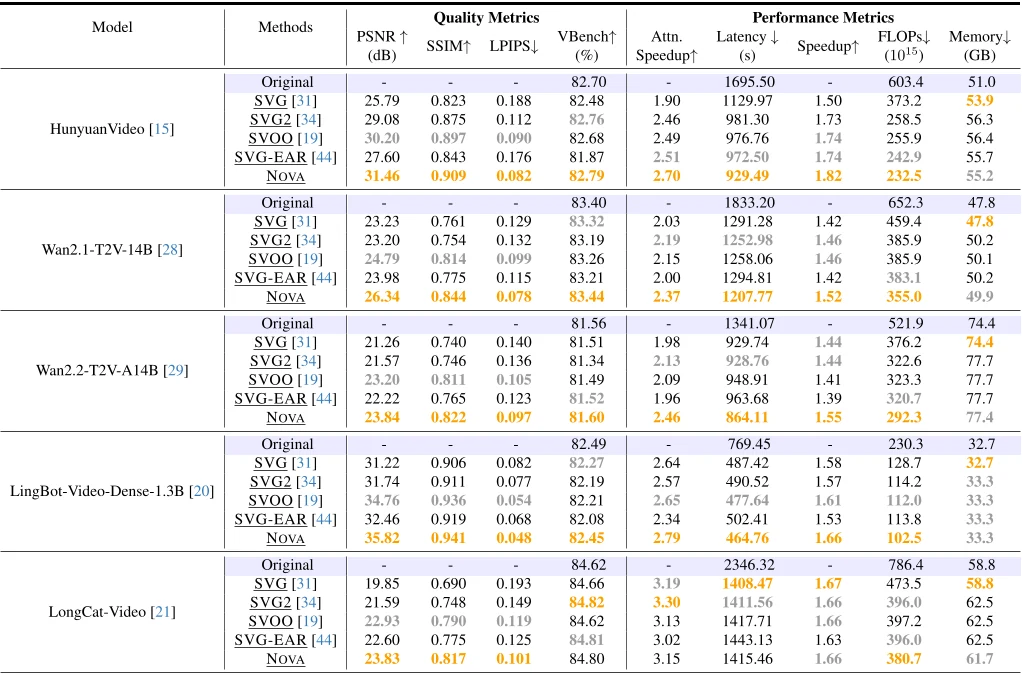 Model Methods Quality Metrics Performance Metrics
PSNR ↑ (dB) SSIM↑ LPIPS↓ VBench↑ (%) Attn. Speedup↑ Latency ↓ (s) Speedup↑ FLOPs↓ (10¹⁵) Memory↓ (GB)
Original - - - 82.70 - 1695.50 - 603.4 51.0
SVG [31] 25.79 0.823 0.188 82.48 1.90 1129.97 1.50 373.2 53.9
SVG2 [34] 29.08 0.875 0.112 82.76 2.46 981.30 1.73 258.5 56.3
HunyuanVideo [15]
SVOO [19] 30.20 0.897 0.090 82.68 2.49 976.76 1.74 255.9 56.4
SVG-EAR [44] 27.60 0.843 0.176 81.87 2.51 972.50 1.74 242.9 55.7
NOVA 31.46 0.909 0.082 82.79 2.70 929.49 1.82 232.5 55.2
Original - - - 83.40 - 1833.20 - 652.3 47.8
SVG [31] 23.23 0.761 0.129 83.32 2.03 1291.28 1.42 459.4 47.8
SVG2 [34] 23.20 0.754 0.132 83.19 2.19 1252.98 1.46 385.9 50.2
Wan2.1-T2V-14B [28]
SVOO [19] 24.79 0.814 0.099 83.26 2.15 1258.06 1.46 385.9 50.1
SVG-EAR [44] 23.98 0.775 0.115 83.21 2.00 1294.81 1.42 383.1 50.2
NOVA 26.34 0.844 0.078 83.44 2.37 1207.77 1.52 355.0 49.9
Original - - - 81.56 - 1341.07 - 521.9 74.4
SVG [31] 21.26 0.740 0.140 81.51 1.98 929.74 1.44 376.2 74.4
SVG2 [34] 21.57 0.746 0.136 81.34 2.13 928.76 1.44 322.6 77.7
Wan2.2-T2V-A14B [29]
SVOO [19] 23.20 0.811 0.105 81.49 2.09 948.91 1.41 323.3 77.7
SVG-EAR [44] 22.22 0.765 0.123 81.52 1.96 963.68 1.39 320.7 77.7
NOVA 23.84 0.822 0.097 81.60 2.46 864.11 1.55 292.3 77.4
Original - - - 82.49 - 769.45 - 230.3 32.7
SVG [31] 31.22 0.906 0.082 82.27 2.64 487.42 1.58 128.7 32.7
SVG2 [34] 31.74 0.911 0.077 82.19 2.57 490.52 1.57 114.2 33.3
LingBot-Video-Dense-1.3B [20]
SVOO [19] 34.76 0.936 0.054 82.21 2.65 477.64 1.61 112.0 33.3
SVG-EAR [44] 32.46 0.919 0.068 82.08 2.34 502.41 1.53 113.8 33.3
NOVA 35.82 0.941 0.048 82.45 2.79 464.76 1.66 102.5 33.3
Original - - - 84.62 - 2346.32 - 786.4 58.8
SVG [31] 19.85 0.690 0.193 84.66 3.19 1408.47 1.67 473.5 58.8
SVG2 [34] 21.59 0.748 0.149 84.82 3.30 1411.56 1.66 396.0 62.5
LongCat-Video [21]
SVOO [19] 22.93 0.790 0.119 84.62 3.13 1417.71 1.66 397.2 62.5
SVG-EAR [44] 22.60 0.775 0.125 84.81 3.02 1443.13 1.63 396.0 62.5
NOVA 23.83 0.817 0.101 84.80 3.15 1415.46 1.66 380.7 61.7